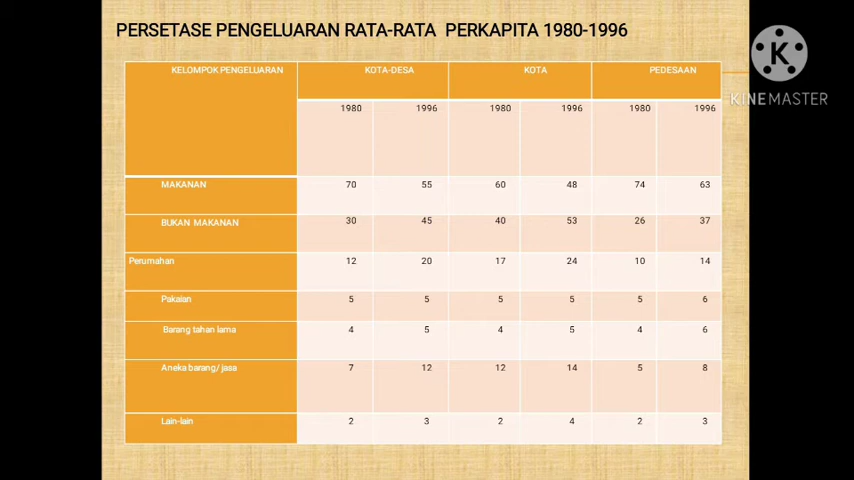 PERSETASE PENGELUARAN RATA-RATA PERKAPITA 1980-1996
KINEMASTER
KELOMPOK PENGELUARAN KOTA-DESA KOTA PEDESAAN
1980 1996 1980 1996 1980 1996
MAKANAN 70 55 60 48 74 63
BUKAN MAKANAN 30 45 40 53 26 37
Perumahan 12 20 17 24 10 14
Pakaian 5 5 5 5 5 6
Barang tahan lama 4 5 4 5 4 6
Aneka barang/ jasa 7 12 12 14 5 8
Lain-lain 2 3 2 4 2 3